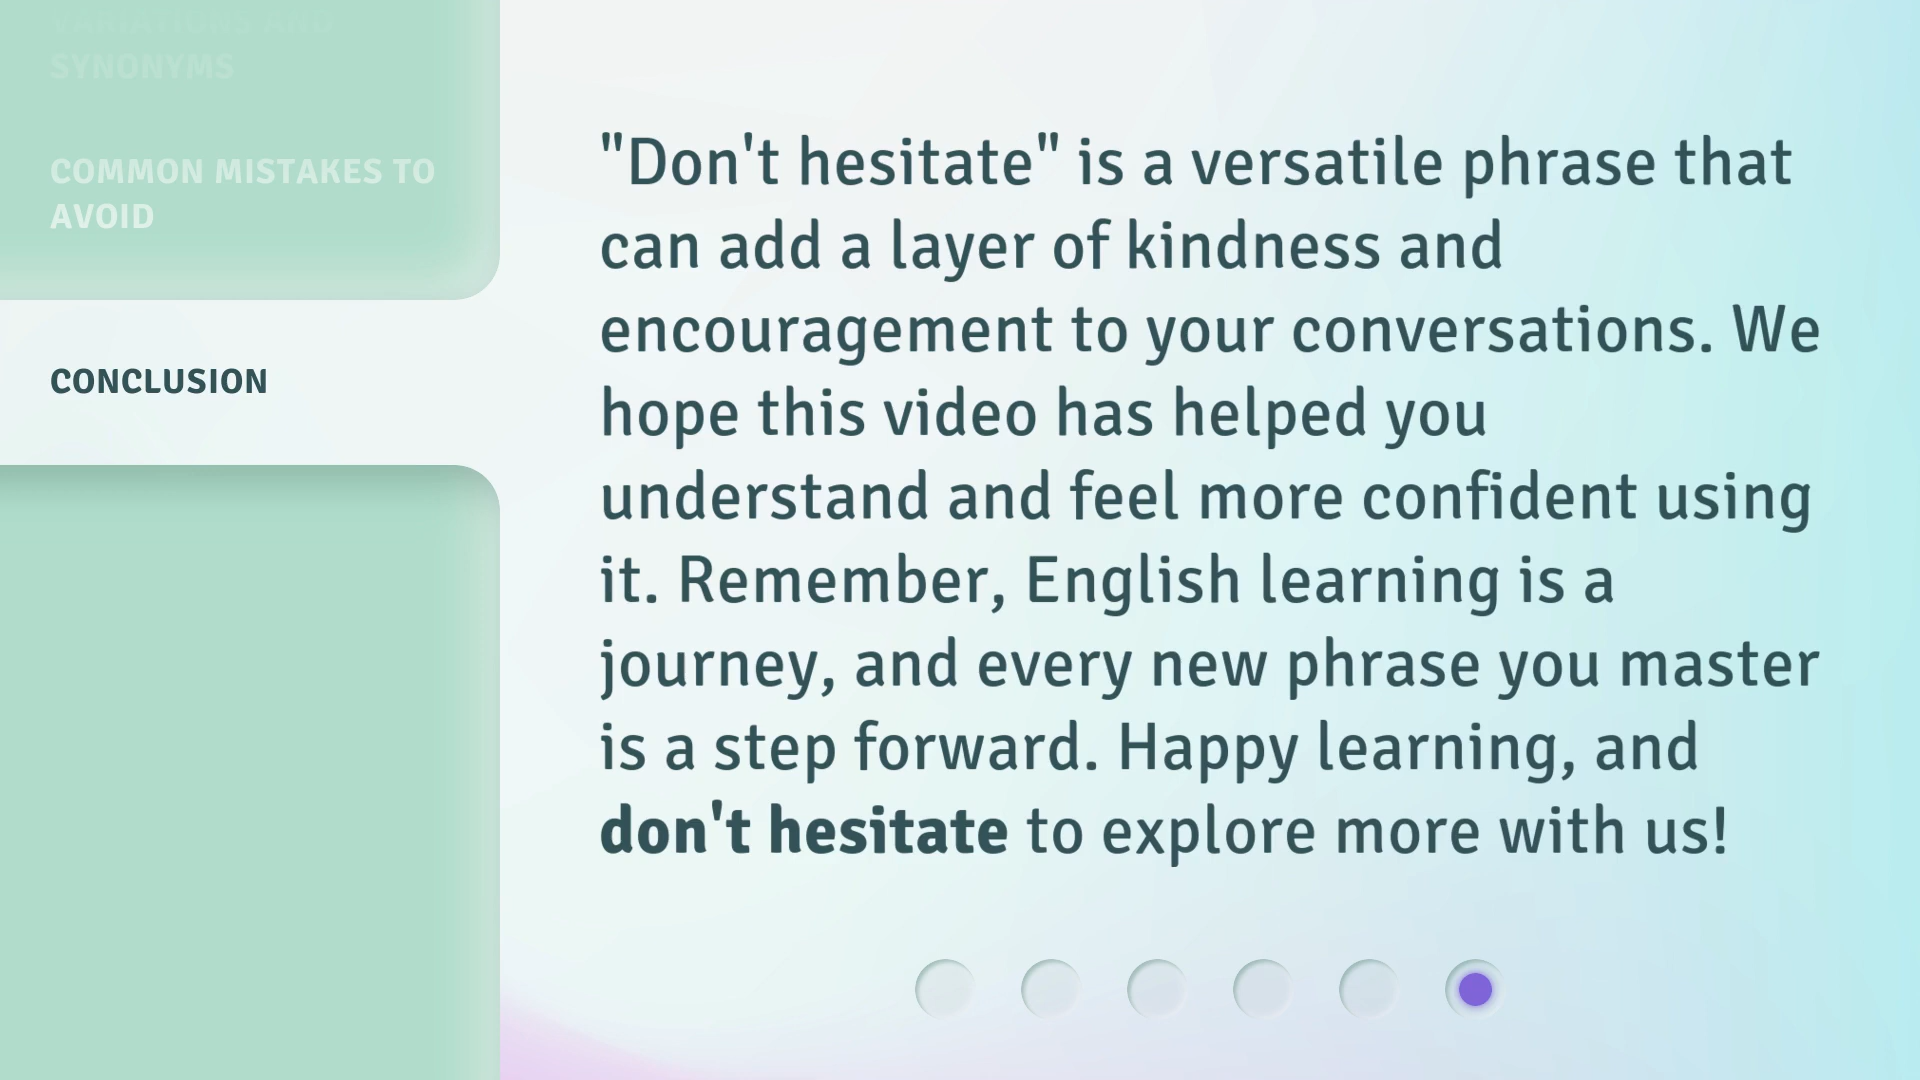 VARIATIONS AND
SYNONYMS
COMMON MISTAKES TO
AVOID
CONCLUSION
"Don't hesitate" is a versatile phrase that
can add a layer of kindness and
encouragement to your conversations. We
hope this video has helped you
understand and feel more confident using
it. Remember, English learning is a
journey, and every new phrase you master
is a step forward. Happy learning, and
don't hesitate to explore more with us!